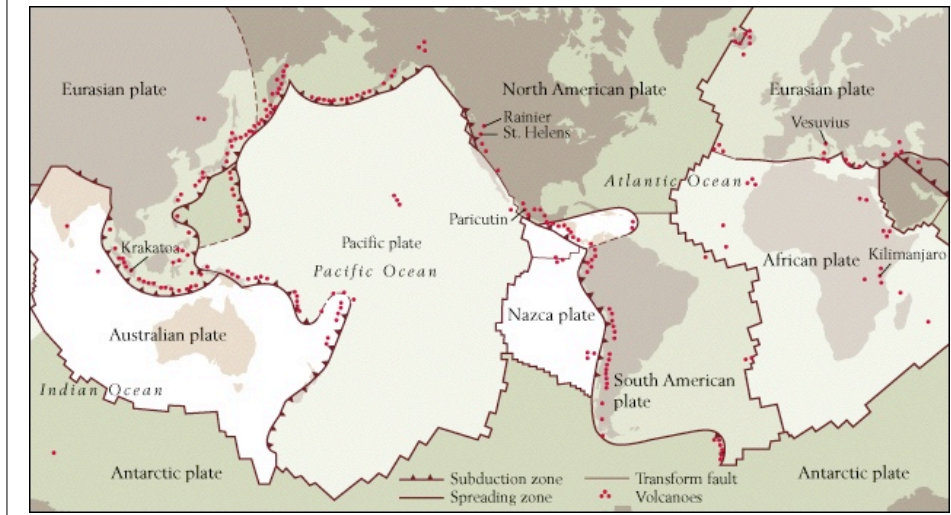 Eurasian plate
North American plate
Eurasian plate
Rainier
St. Helens
Vesuvius
Atlantic Ocean
Paricutin
Krakatoa
Pacific plate
Pacific Ocean
African plate
Kilimanjaro
Nazca plate
Australian plate
Indian Ocean
South American
plate
Antarctic plate
Antarctic plate
Subduction zone
Transform fault
Spreading zone
Volcanoes